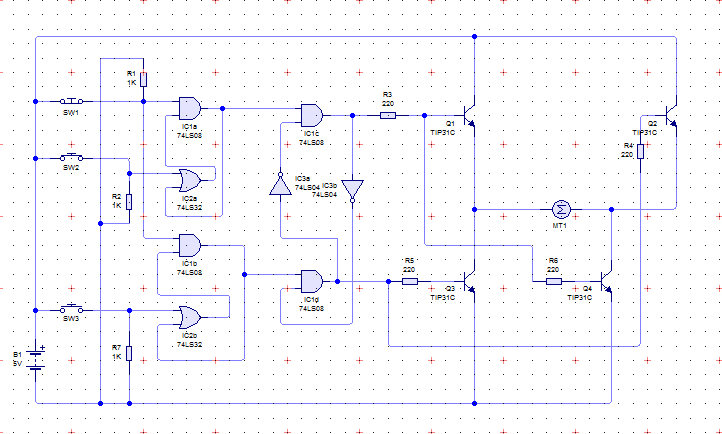 R1
1K
SW1
IC1a
74LS08
SW2
R2
1K
IC2a
74LS32
IC1b
74LS08
SW3
IC2b
74LS32
R7
1K
B1
+
5V
IC1c
74LS08
IC3a
74LS04
IC3b
74LS04
IC1d
74LS08
R3
220
Q1
TIP31C
Q2
TIP31C
R4
220
MT1
R5
220
Q3
TIP31C
R6
220
Q4
TIP31C